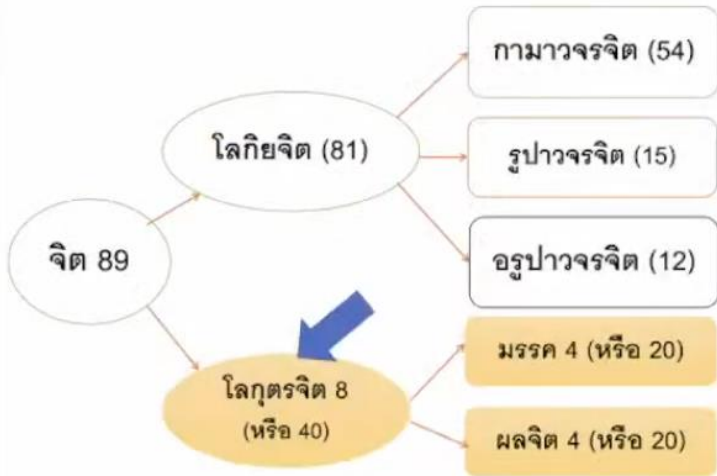 กามาวจรจิต (54)
โลกิยจิต (81)
รูปาวจรจิต (15)
จิต 89
อรูปาวจรจิต (12)
มรรค 4 (หรือ 20)
โลกุตรจิต 8
(หรือ 40)
ผลจิต 4 (หรือ 20)